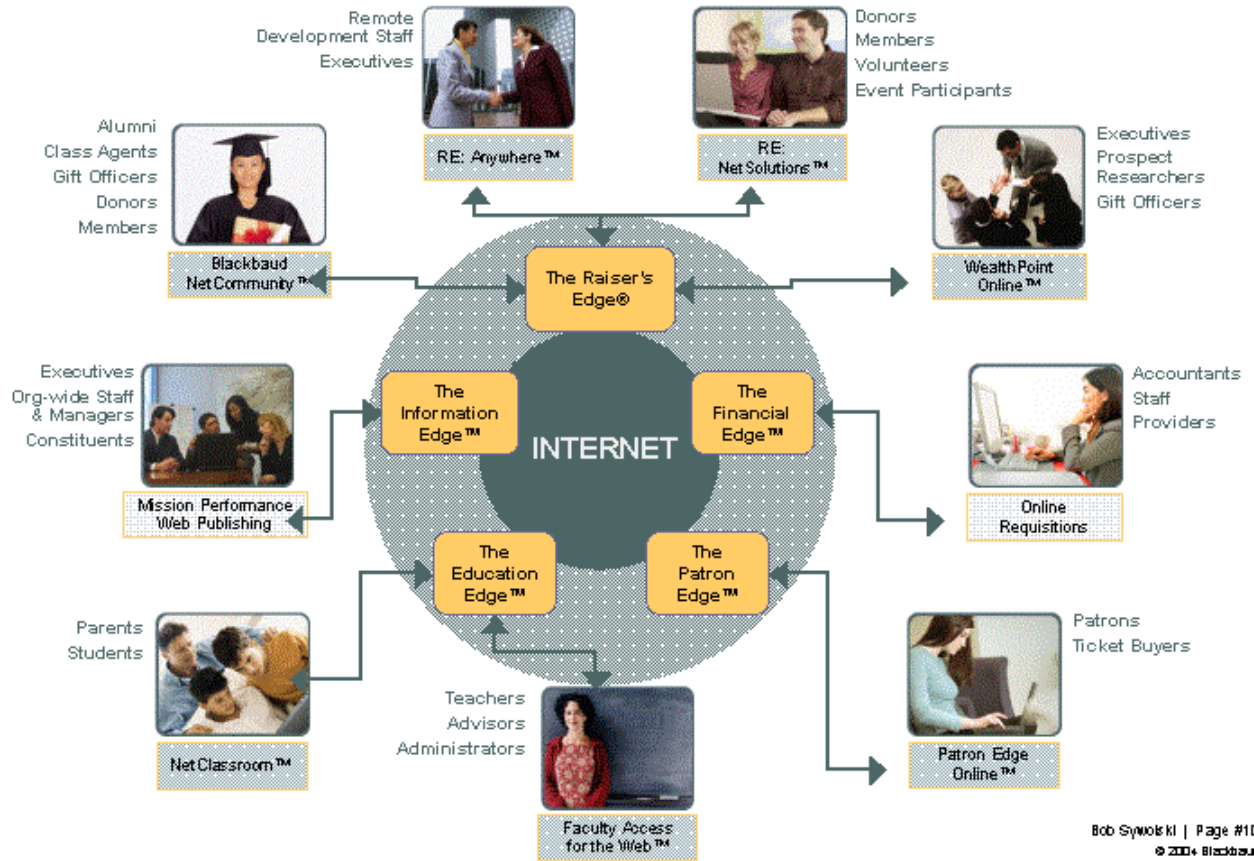 Remote
Development Staff
Executives
RE: Anywhere™
Donors
Members
Volunteers
Event Participants
RE:
NetSolutions™
Alumni
Class Agents
Gift Officers
Donors
Members
Blackbaud
NetCommunity™
Executives
Prospect
Researchers
Gift Officers
WealthPoint
Online™
The Raiser's
Edge®
Executives
Org-wide Staff
& Managers
Constituents
Mission Performance
Web Publishing
The
Information
Edge™
INTERNET
The
Financial
Edge™
Accountants
Staff
Providers
Online
Requisitions
The
Education
Edge™
The
Patron
Edge™
Parents
Students
NetClassroom™
Teachers
Advisors
Administrators
Faculty Access
for the Web™
Patrons
Ticket Buyers
Patron Edge
Online™
Bob Sywolski | Page #10
© 2004 Blackbau